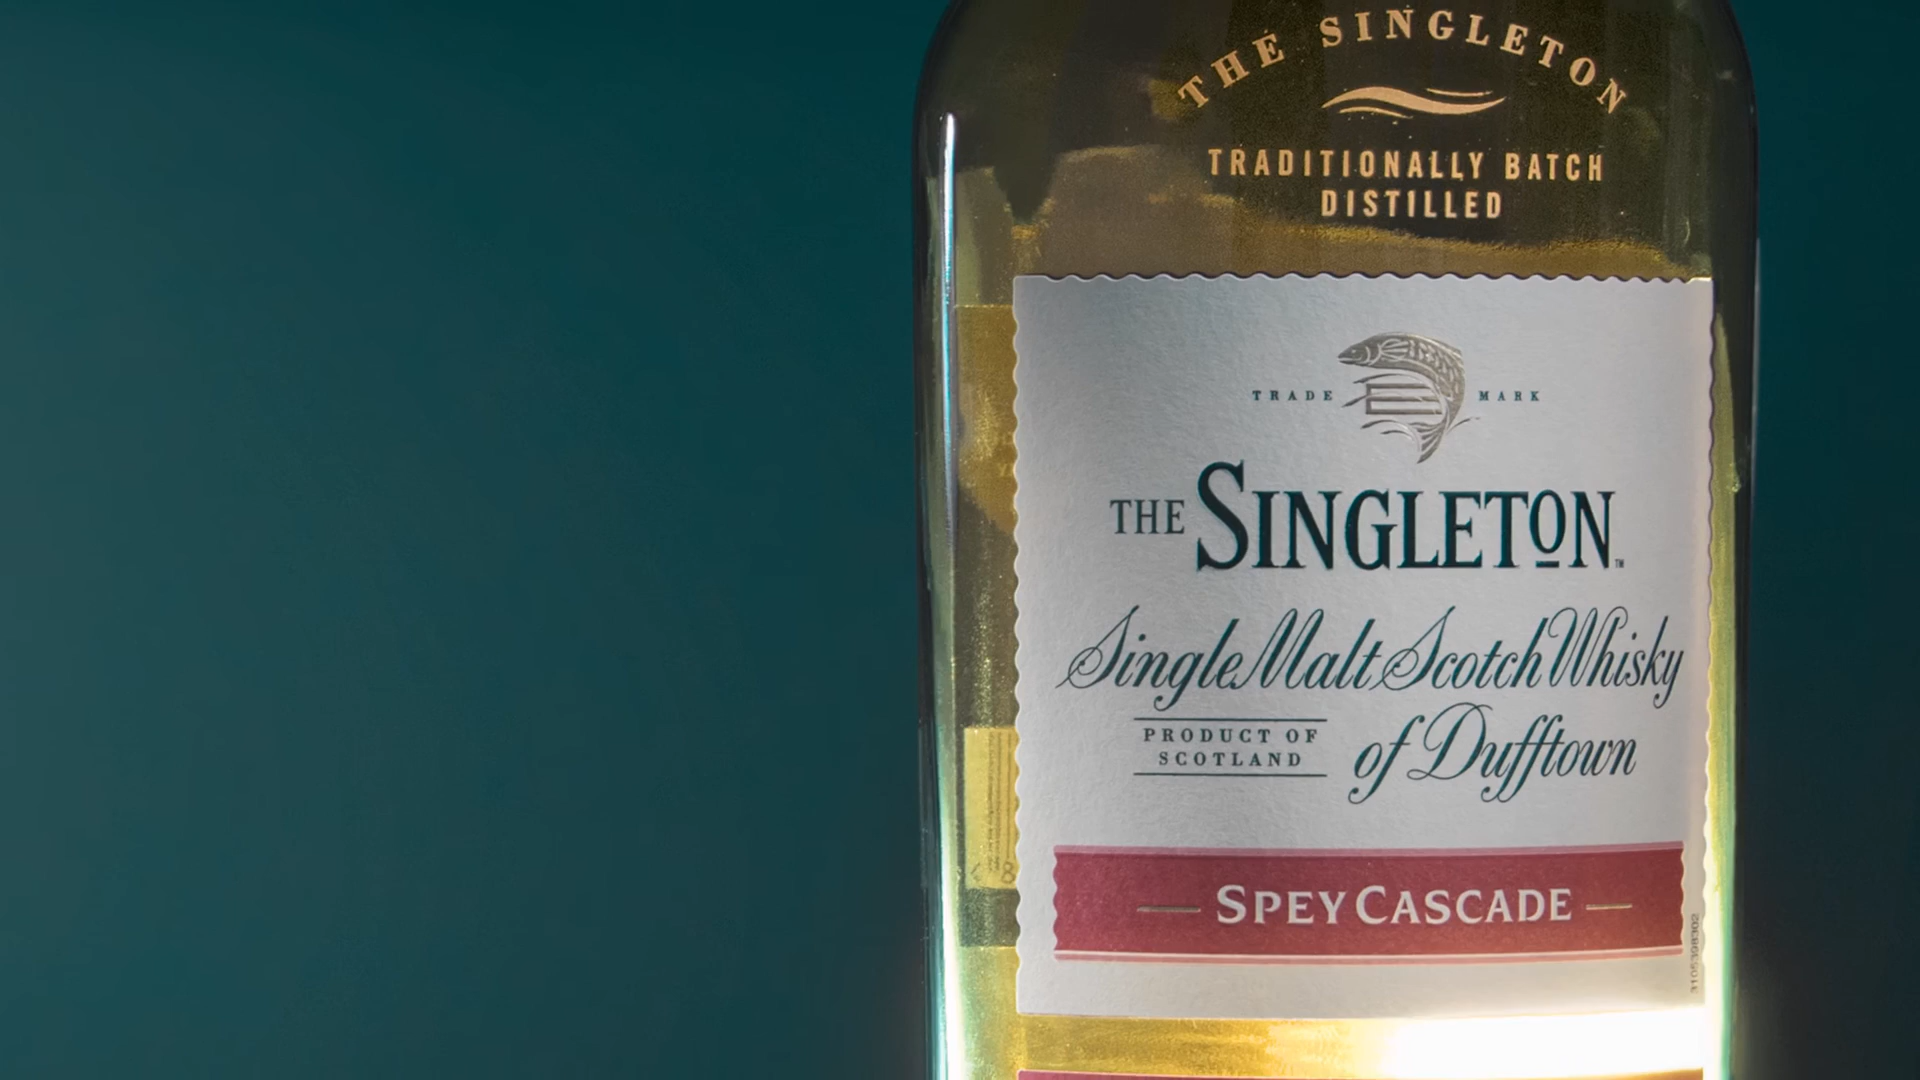 THE SINGLETON
TRADITIONALLY BATCH
DISTILLED
TRADE MARK
THE SINGLETON™
Single Malt Scotch Whisky
PRODUCT OF
SCOTLAND
of Dufftown
SPEY CASCADE